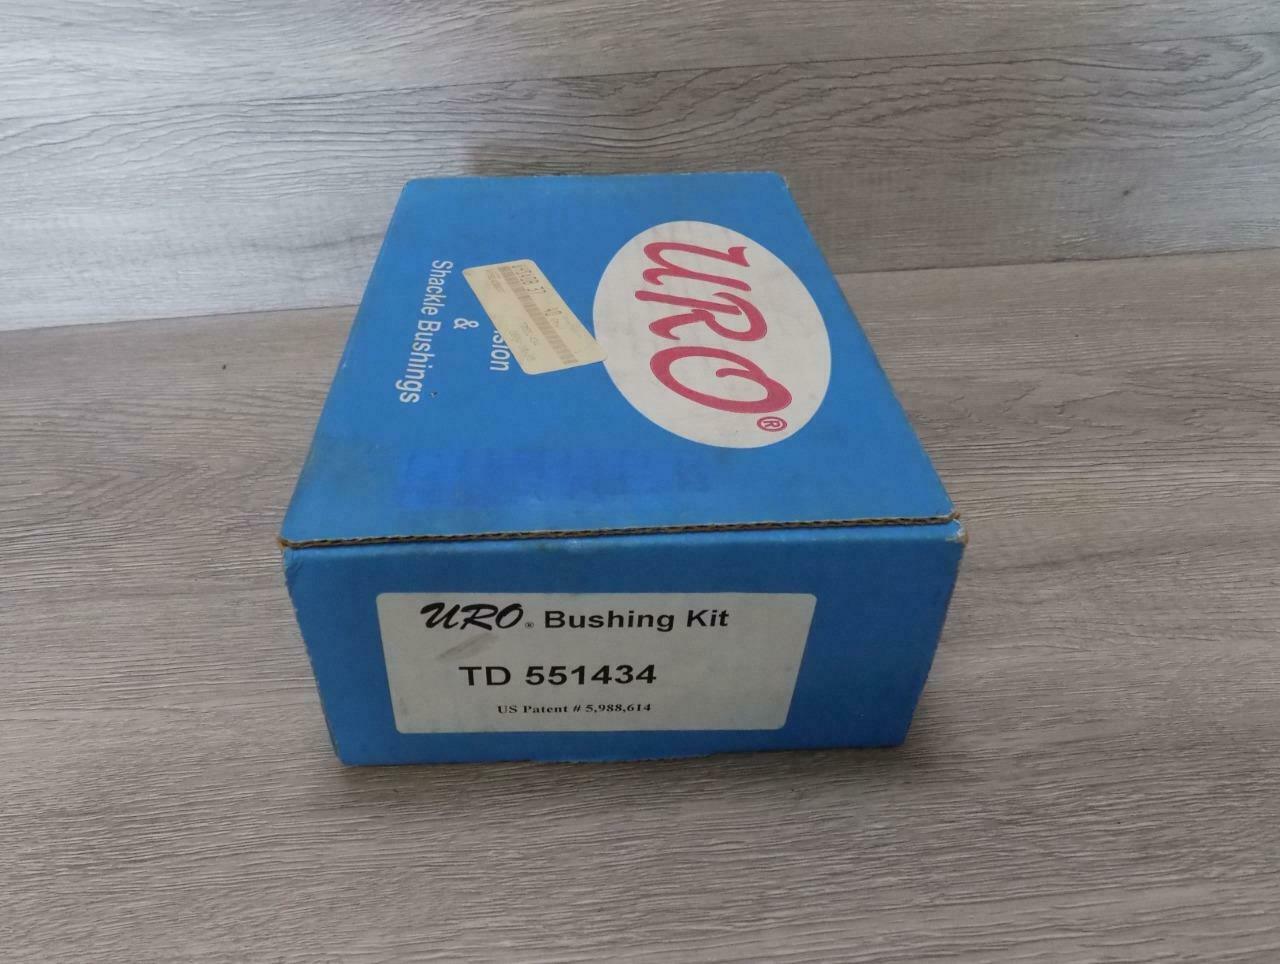 URO®
&
Shackle Bushings
URO® Bushing Kit
TD 551434
US Patent # 5,988,614